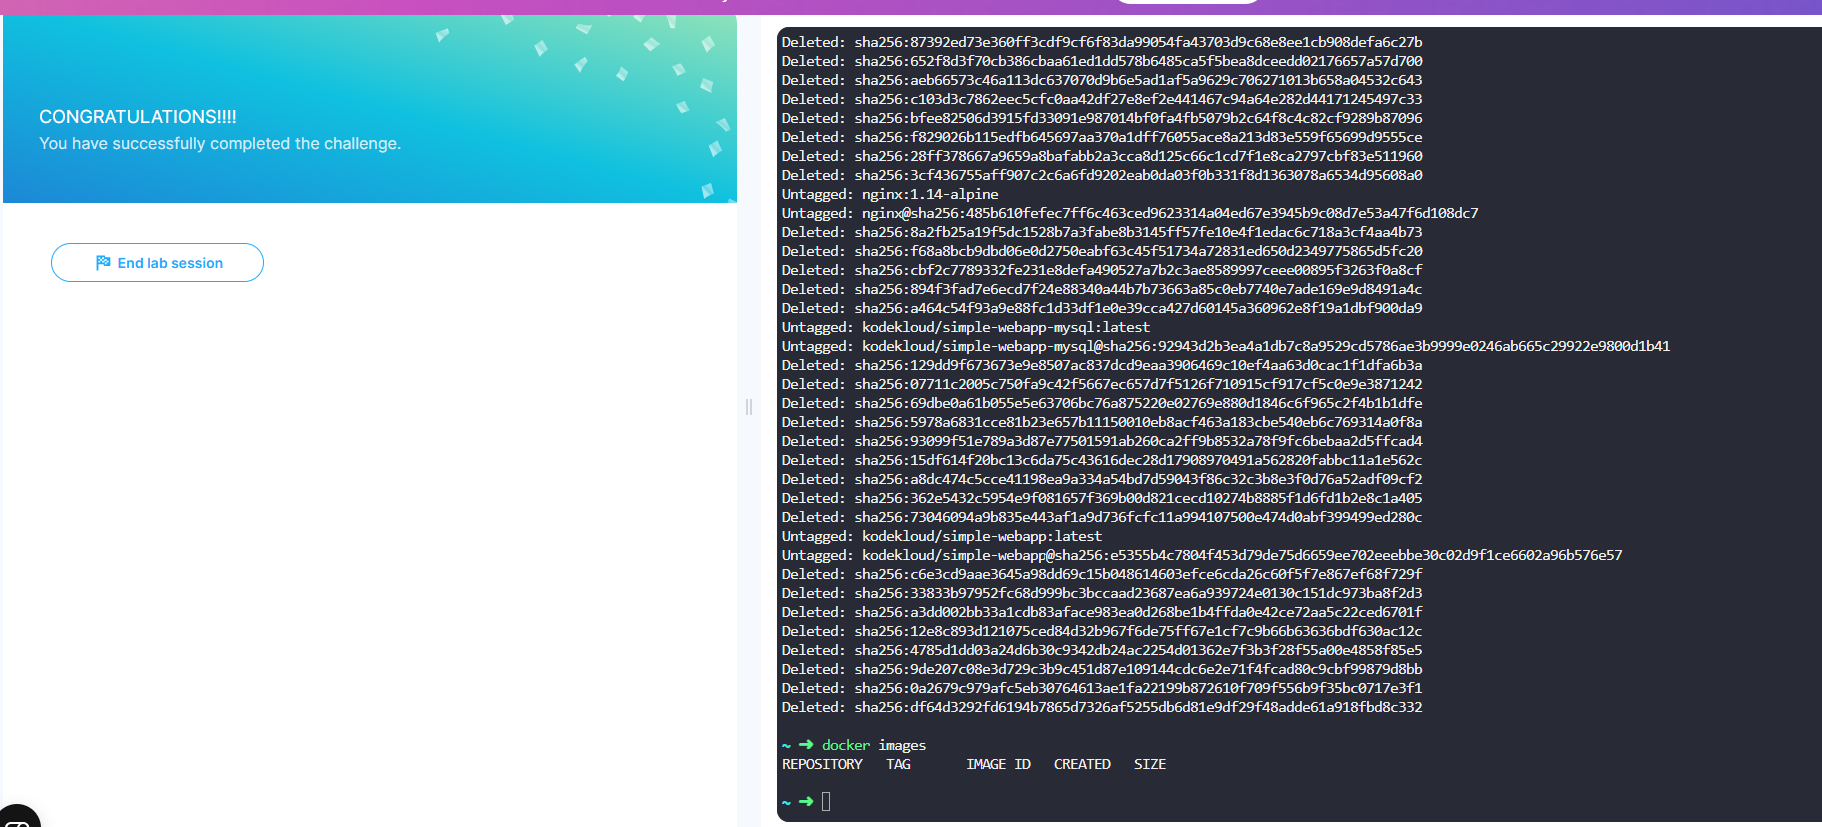 CONGRATULATIONS!!!!
You have successfully completed the challenge.
End lab session
Deleted: sha256:87392ed73e360ff3cdf9cf6f83da99054fa43703d9c68e8ee1cb908defa6c27b
Deleted: sha256:652f8d3f70cb386cbaa61ed1dd578b6485ca5f5bea8dceedd02176657a57d700
Deleted: sha256:aeb66573c46a113dc637070d9b6e5ad1af5a9629c706271013b658a04532c643
Deleted: sha256:c103d3c7862eec5cfc0aa42df27e8ef2e441467c94a64e282d44171245497c33
Deleted: sha256:bfee82506d3915fd33091e987014bf0fa4fb5079b2c64f8c4c82cf9289b87096
Deleted: sha256:f829026b115edfb645697aa370a1dff76055ace8a213d83e559f65699d9555ce
Deleted: sha256:28ff378667a9659a8bafabb2a3cca8d125c66c1cd7f1e8ca2797cbf83e511960
Deleted: sha256:3cf436755aff907c2c6a6fd9202eab0da03f0b331f8d1363078a6534d95608a0
Untagged: nginx:1.14-alpine
Untagged: nginx@sha256:485b610fefec7ff6c463ced9623314a04ed67e3945b9c08d7e53a47f6d108dc7
Deleted: sha256:8a2fb25a19f5dc1528b7a3fabe8b3145ff57fe10e4f1edac6c718a3cf4aa4b73
Deleted: sha256:f68a8bcb9dbd06e0d2750eabf63c45f51734a72831ed650d2349775865d5fc20
Deleted: sha256:cbf2c7789332fe231e8defa490527a7b2c3ae8589997ceee00895f3263f0a8cf
Deleted: sha256:894f3fad7e6ecd7f24e88340a44b7b73663a85c0eb7740e7ade169e9d8491a4c
Deleted: sha256:a464c54f93a9e88fc1d33df1e0e39cca427d60145a360962e8f19a1dbf900da9
Untagged: kodekloud/simple-webapp-mysql:latest
Untagged: kodekloud/simple-webapp-mysql@sha256:92943d2b3ea4a1db7c8a9529cd5786ae3b9999e0246ab665c29922e9800d1b41
Deleted: sha256:129dd9f673673e9e8507ac837dcd9eaa3906469c10ef4aa63d0cac1f1dfa6b3a
Deleted: sha256:07711c2005c750fa9c42f5667ec657d7f5126f710915cf917cf5c0e9e3871242
Deleted: sha256:69dbe0a61b055e5e63706bc76a875220e02769e880d1846c6f965c2f4b1b1dfe
Deleted: sha256:5978a6831cce81b23e657b11150010eb8acf463a183cbe540eb6c769314a0f8a
Deleted: sha256:93099f51e789a3d87e77501591ab260ca2ff9b8532a78f9fc6bebaa2d5ffcad4
Deleted: sha256:15df614f20bc13c6da75c43616dec28d17908970491a562820fabbc11a1e562c
Deleted: sha256:a8dc474c5cce41198ea9a334a54bd7d59043f86c32c3b8e3f0d76a52adf09cf2
Deleted: sha256:362e5432c5954e9f081657f369b00d821cecd10274b8885f1d6fd1b2e8c1a405
Deleted: sha256:73046094a9b835e443af1a9d736fcfc11a994107500e474d0abf399499ed280c
Untagged: kodekloud/simple-webapp:latest
Untagged: kodekloud/simple-webapp@sha256:e5355b4c7804f453d79de75d6659ee702eeebbe30c02d9f1ce6602a96b576e57
Deleted: sha256:c6e3cd9aae3645a98dd69c15b048614603efce6cda26c60f5f7e867ef68f729f
Deleted: sha256:33833b97952fc68d999bc3bccaad23687ea6a939724e0130c151dc973ba8f2d3
Deleted: sha256:a3dd002bb33a1cdb83aface983ea0d268be1b4ffda0e42ce72aa5c22ced6701f
Deleted: sha256:12e8c893d121075ced84d32b967f6de75ff67e1cf7c9b66b63636bdf630ac12c
Deleted: sha256:4785d1dd03a24d6b30c9342db24ac2254d01362e7f3b3f28f55a00e4858f85e5
Deleted: sha256:9de207c08e3d729c3b9c451d87e109144cdc6e2e71f4fcad80c9cbf99879d8bb
Deleted: sha256:0a2679c979afc5eb30764613ae1fa22199b872610f709f556b9f35bc0717e3f1
Deleted: sha256:df64d3292fd6194b7865d7326af5255db6d81e9df29f48adde61a918fbd8c332
~ ➜ docker images
REPOSITORY TAG IMAGE ID CREATED SIZE
~ ➜